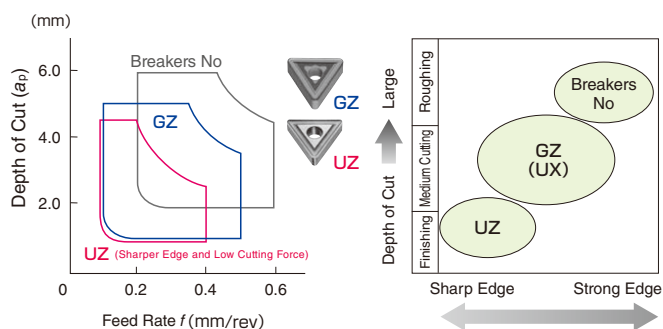 (mm)
Depth of Cut (ap)
6.0
4.0
2.0
0
0.2
0.4
0.6
Feed Rate f (mm/rev)
Breakers No
GZ
UZ (Sharper Edge and Low Cutting Force)
GZ
UZ
Depth of Cut
Large
Roughing
Medium Cutting
Finishing
Breakers
No
GZ
(UX)
UZ
Sharp Edge
Strong Edge